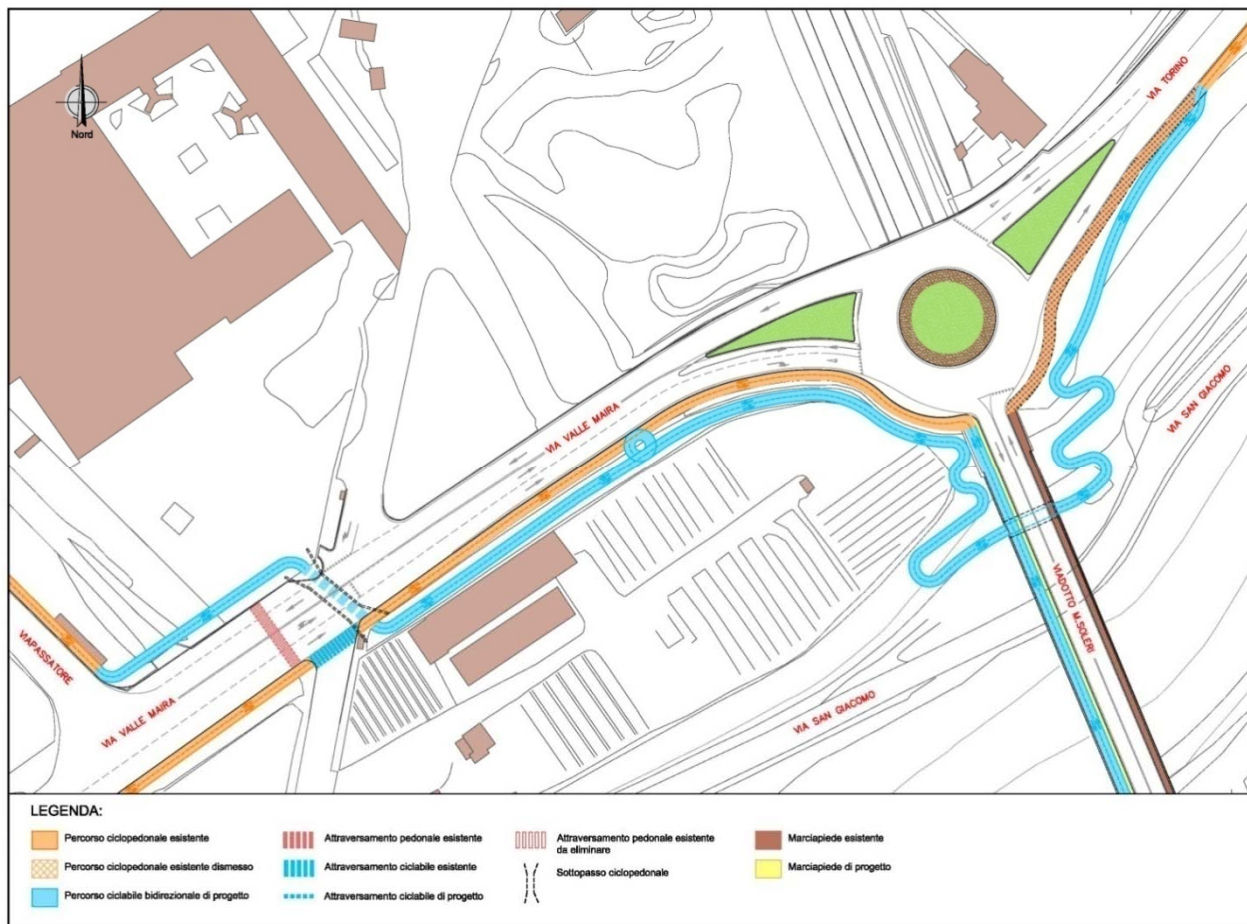 Nord
VIA TORINO
VIA SAN GIACOMO
VIA VALLE MAIRA
VIADOTTO M.SOLERI
VIAPASSATORE
VIA VALLE MAIRA
VIA SAN GIACOMO
LEGENDA:
Percorso ciclopedonale esistente
Percorso ciclopedonale esistente dismesso
Percorso ciclabile bidirezionale di progetto
Attraversamento pedonale esistente
Attraversamento ciclabile esistente
Attraversamento ciclabile di progetto
Attraversamento pedonale esistente
da eliminare
Sottopasso ciclopedonale
Marciapiede esistente
Marciapiede di progetto